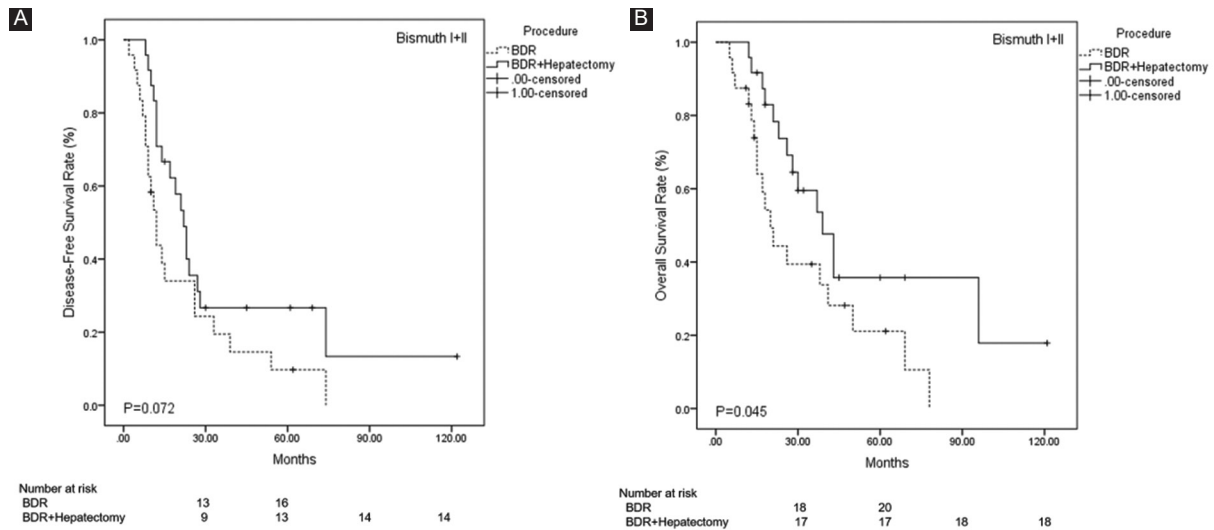 A
Bismuth I+II
Procedure
BDR
BDR+Hepatectomy
.00-censored
1.00-censored
Disease-Free Survival Rate (%)
1.0
0.8
0.6
0.4
0.2
0.0
P=0.072
.00 30.00 60.00 90.00 120.00
Months
Number at risk
BDR 13 16
BDR+Hepatectomy 9 13 14 14
B
Bismuth I+II
Procedure
BDR
BDR+Hepatectomy
.00-censored
1.00-censored
Overall Survival Rate (%)
1.0
0.8
0.6
0.4
0.2
0.0
P=0.045
.00 30.00 60.00 90.00 120.00
Months
Number at risk
BDR 18 20
BDR+Hepatectomy 17 17 18 18